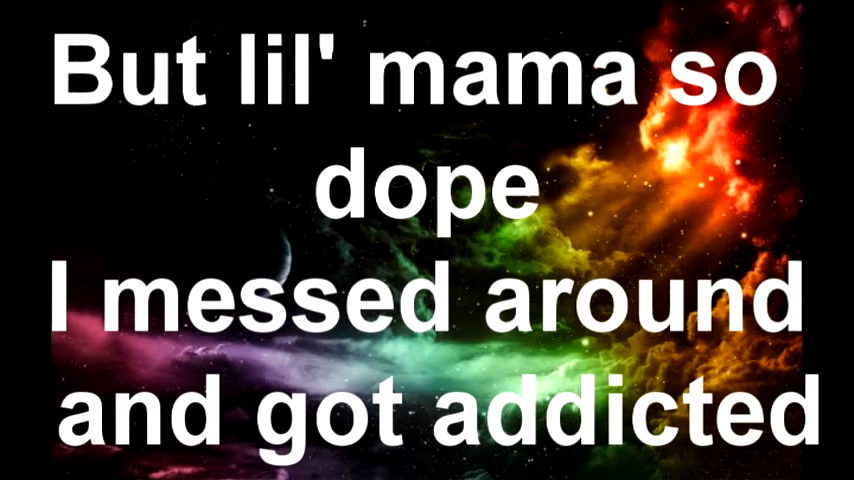 But lil' mama so
dope
I messed around
and got addicted